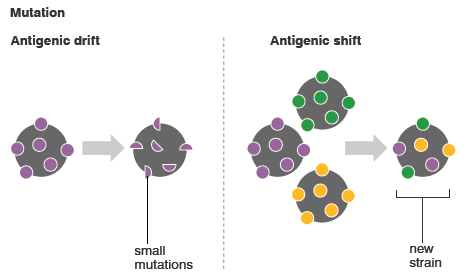 Mutation
Antigenic drift
Antigenic shift
small
mutations
new
strain